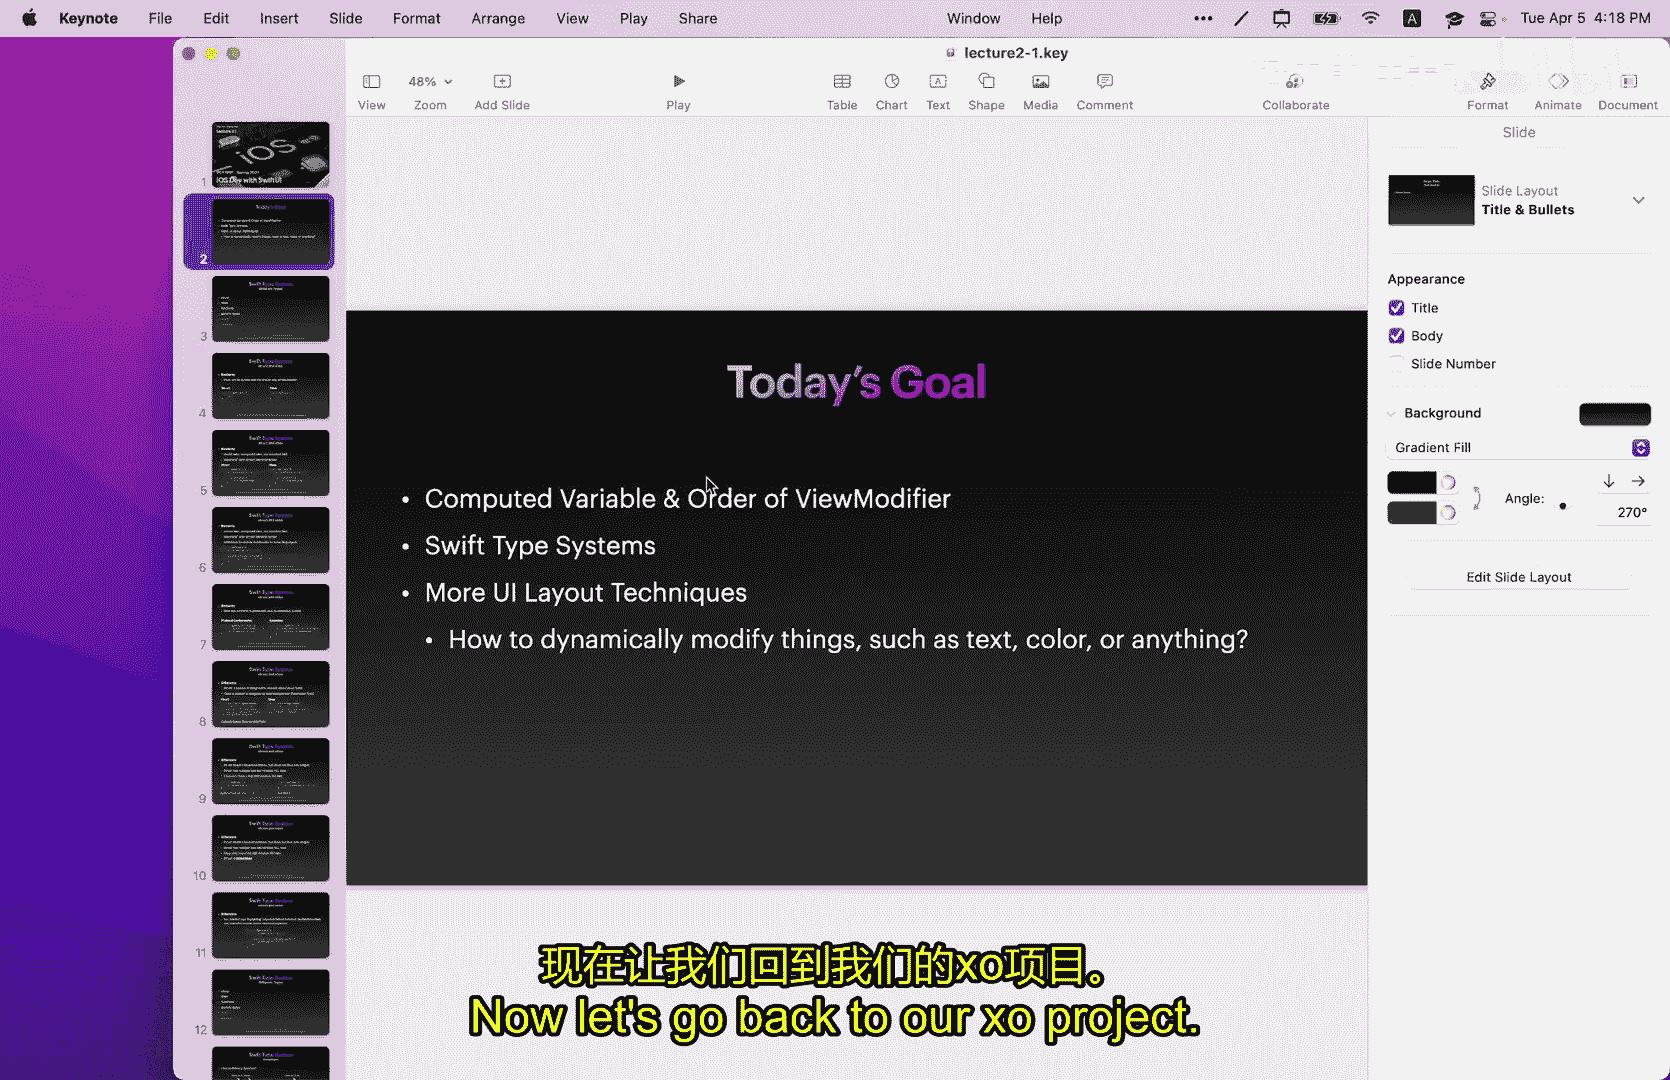 Keynote File Edit Insert Slide Format Arrange View Play Share Window Help A Tue Apr 5 4:18 PM
lecture2-1.key
48%
View Zoom Add Slide Play Table Chart Text Shape Media Comment Collaborate Format Animate Document
Slide
Slide Layout
Title & Bullets
Appearance
Title
Body
Slide Number
Background
Gradient Fill
Angle:
270°
Edit Slide Layout
iOS
iOS Dev with SwiftUI
1
2
3
4
5
6
7
8
9
10
11
12
Today's Goal
• Computed Variable & Order of ViewModifier
• Swift Type Systems
• More UI Layout Techniques
• How to dynamically modify things, such as text, color, or anything?
现在让我们回到我们的xo项目。
Now let's go back to our xo project.